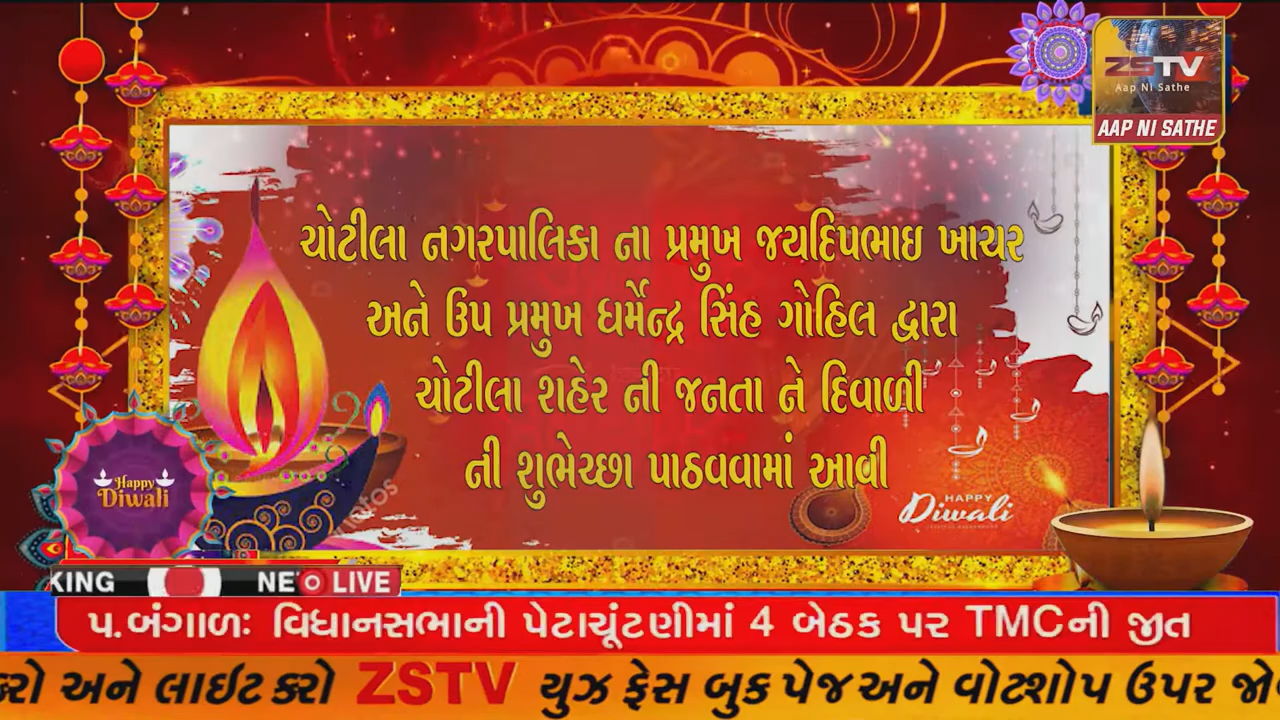 ZSTV
Aap Ni Sathe
AAP NI SATHE
ચોટીલા નગરપાલિકા ના પ્રમુખ જયદિપભાઇ ખાચર
અને ઉપ પ્રમુખ ધર્મેન્દ્ર સિંહ ગોહિલ દ્વારા
ચોટીલા શહેર ની જનતા ને દિવાળી
ની શુભેચ્છા પાઠવવામાં આવી
Happy
Diwali
HAPPY
Diwali
KING NE LIVE
પ.બંગાળઃ વિધાનસભાની પેટાચૂંટણીમાં 4 બેઠક પર TMCની જીત
કરો અને લાઇટ કરો ZSTV યુઝ ફેસ બુક પેજ અને વોટશોપ ઉપર જો